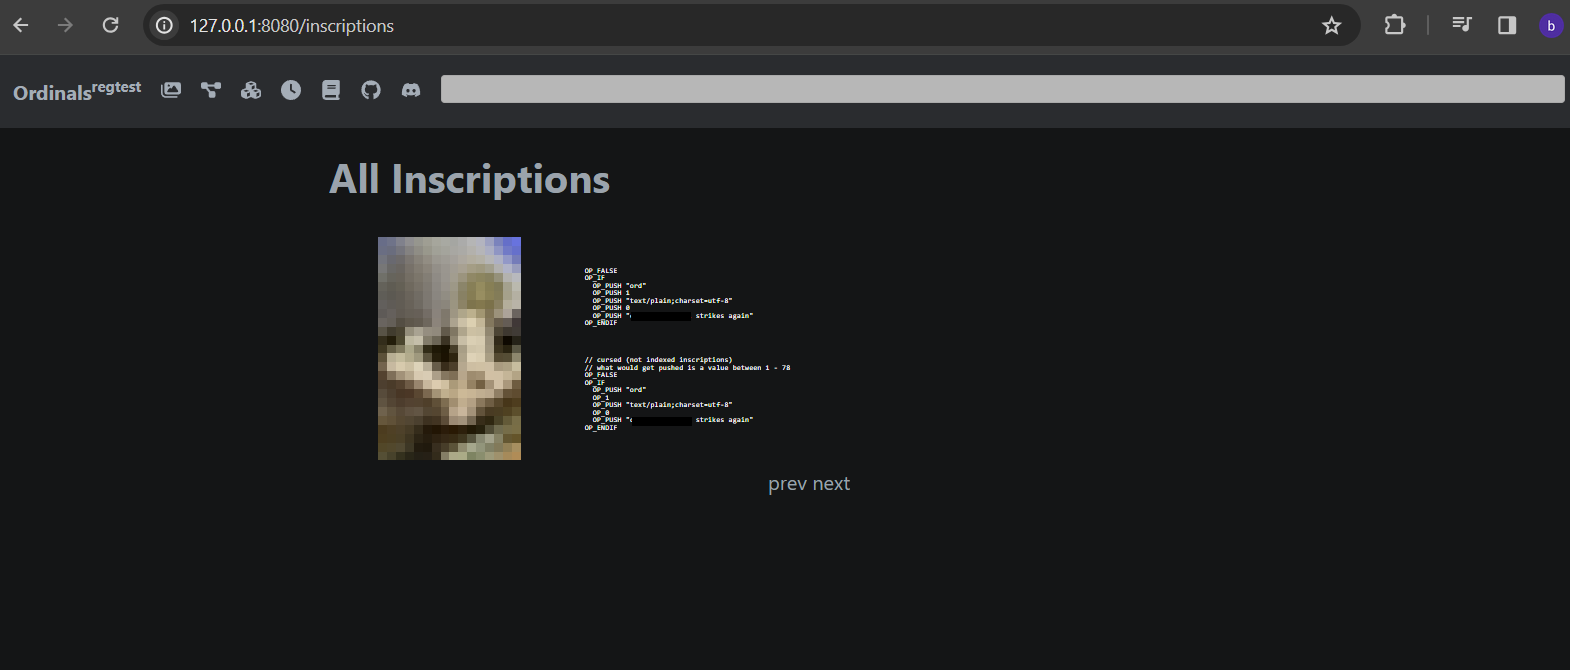 127.0.0.1:8080/inscriptions
b
Ordinals regtest
All Inscriptions
OP_FALSE
OP_IF
OP_PUSH "ord"
OP_PUSH 1
OP_PUSH "text/plain;charset=utf-8"
OP_PUSH 0
OP_PUSH " strikes again"
OP_ENDIF
// cursed (not indexed inscriptions)
// what would get pushed is a value between 1 - 78
OP_FALSE
OP_IF
OP_PUSH "ord"
OP_1
OP_PUSH "text/plain;charset=utf-8"
OP_0
OP_PUSH " strikes again"
OP_ENDIF
prev next